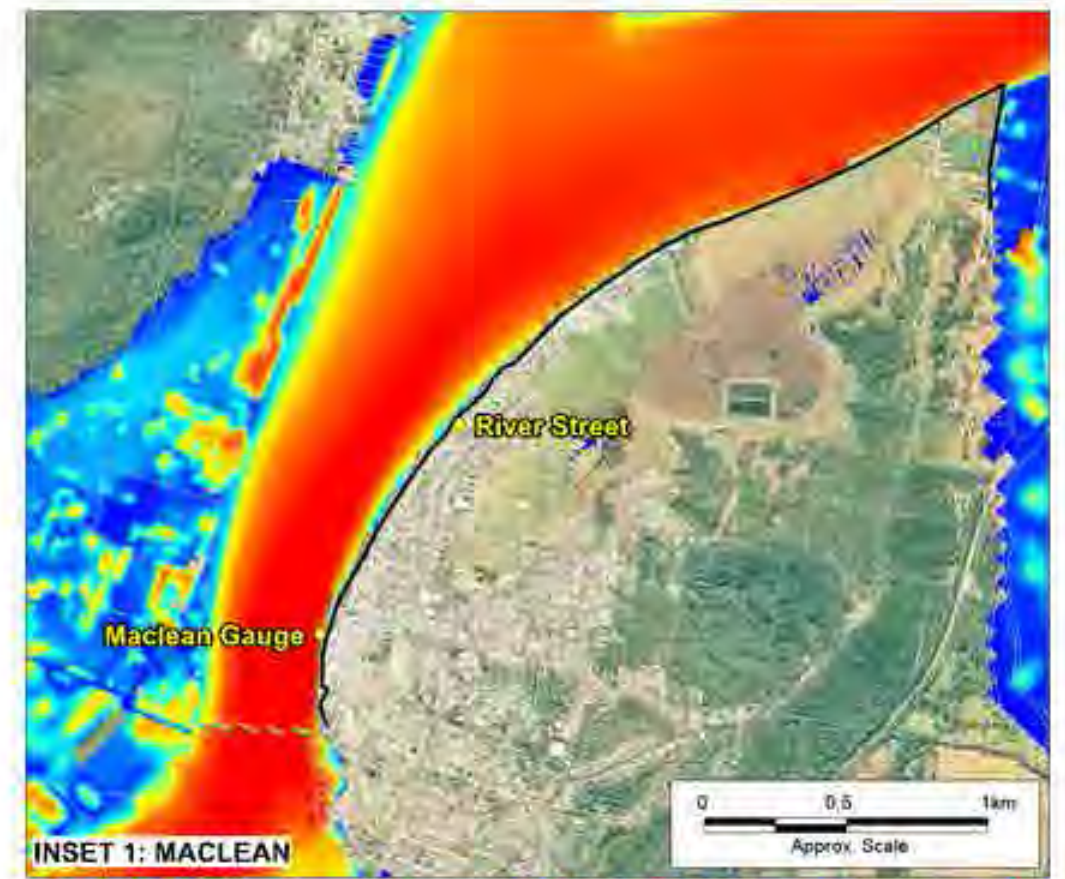 River Street
Maclean Gauge
0 0.5 1km
Approx. Scale
INSET 1: MACLEAN